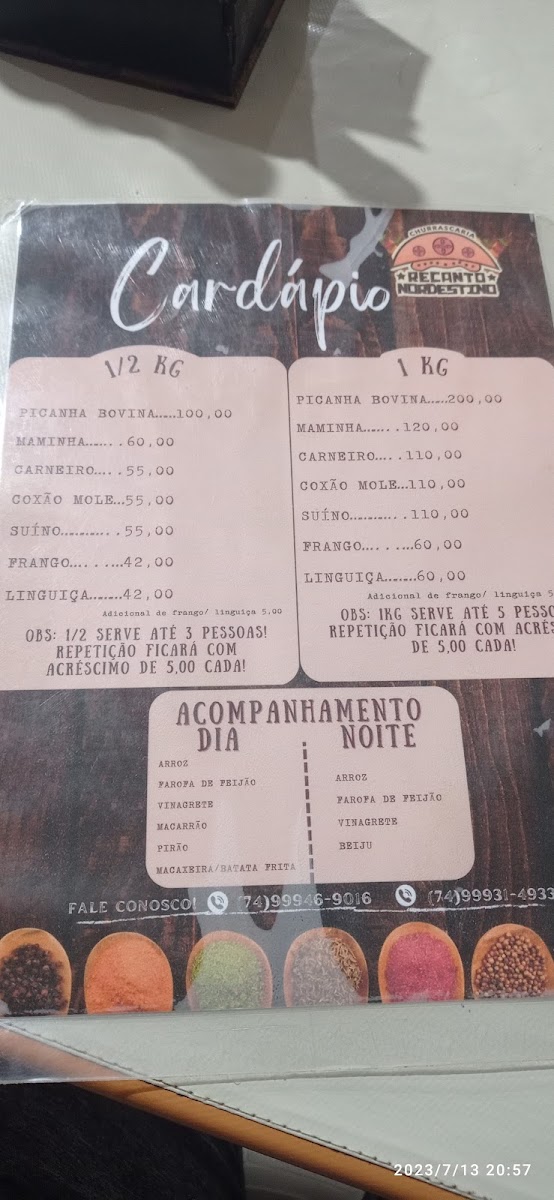 Cardápio
CHURRASCARIA
RECANTO
NORDESTINO
1/2 KG
PICANHA BOVINA.....100,00
MAMINHA.......60,00
CARNEIRO.....55,00
COXÃO MOLE...55,00
SUÍNO............55,00
FRANGO........42,00
LINGUIÇA........42,00
Adicional de frango/ linguiça 5,00
OBS: 1/2 SERVE ATÉ 3 PESSOAS!
REPETIÇÃO FICARÁ COM
ACRÉSCIMO DE 5,00 CADA!
1 KG
PICANHA BOVINA.....200,00
MAMINHA.......120,00
CARNEIRO.....110,00
COXÃO MOLE...110,00
SUÍNO............110,00
FRANGO........60,00
LINGUIÇA........60,00
Adicional de frango/ linguiça 5
OBS: 1KG SERVE ATÉ 5 PESSO
REPETIÇÃO FICARÁ COM ACRÉS
DE 5,00 CADA!
ACOMPANHAMENTO
DIA
ARROZ
FAROFA DE FEIJÃO
VINAGRETE
MACARRÃO
PIRÃO
MACAXEIRA/BATATA FRITA
NOITE
ARROZ
FAROFA DE FEIJÃO
VINAGRETE
BEIJU
FALE CONOSCO! (74)99946-9016 (74)99931-4933
2023/7/13 20:57